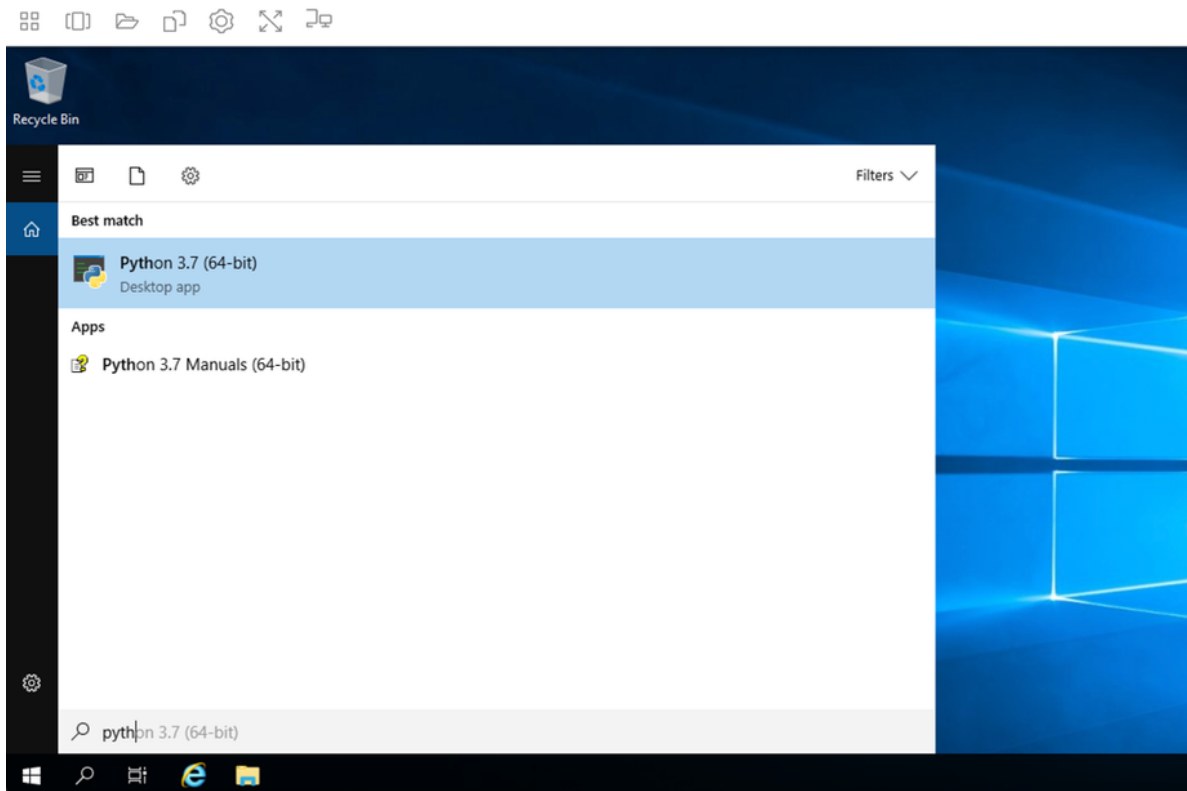 Recycle Bin
Filters
Best match
Python 3.7 (64-bit)
Desktop app
Apps
Python 3.7 Manuals (64-bit)
python 3.7 (64-bit)